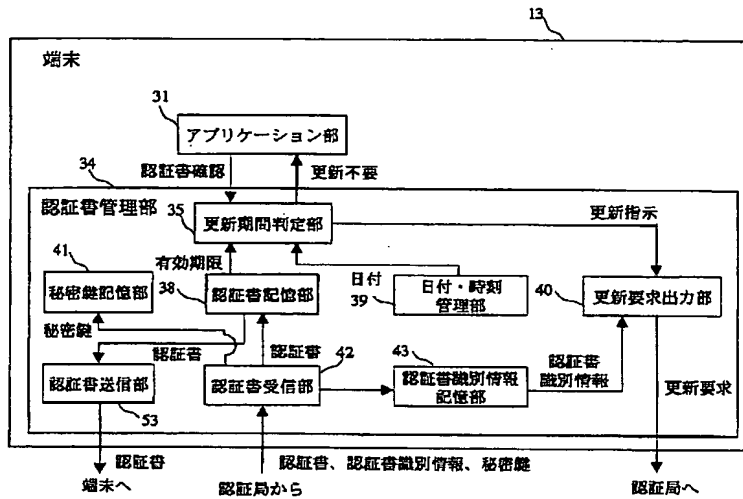 13
端末
31
アプリケーション部
認証書確認
更新不要
34
認証書管理部
35
更新期間判定部
更新指示
有効期限
41
秘密鍵記憶部
38
認証書記憶部
日付
39
日付・時刻
管理部
40
更新要求出力部
秘密鍵
認証書
認証書
42
43
認証書送信部
53
認証書受信部
認証書識別情報
記憶部
認証書
識別情報
更新要求
認証書
端末へ
認証局から
認証書、認証書識別情報、秘密鍵
認証局へ